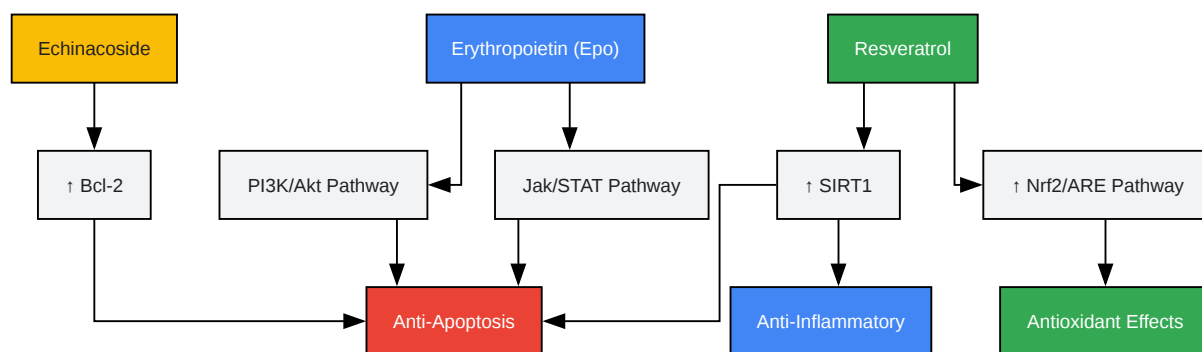 Echinacoside
Erythropoietin (Epo)
Resveratrol
↑ Bcl-2
PI3K/Akt Pathway
Jak/STAT Pathway
↑ SIRT1
↑ Nrf2/ARE Pathway
Anti-Apoptosis
Anti-Inflammatory
Antioxidant Effects